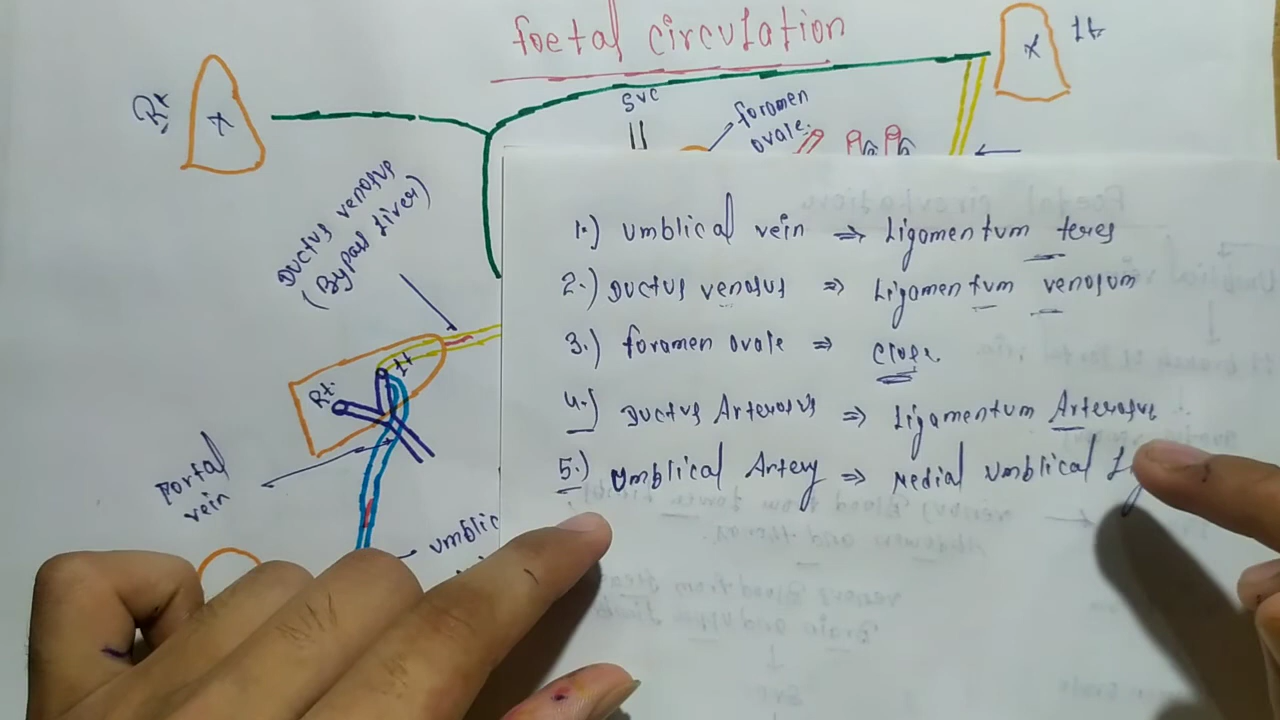 foetal circulation
Rt
X
X
Lt
SVC
foramen
ovale
Ductus venosus
(Bypass Liver)
Rt.
Lt
Portal
vein
umblic
1.) Umblical vein ⇒ Ligamentum teres
2.) Ductus venosus ⇒ Ligamentum venosum
3.) foramen ovale ⇒ close
4.) Ductus Arterosus ⇒ Ligamentum Arterosus
5.) Umblical Artery ⇒ Medial Umblical